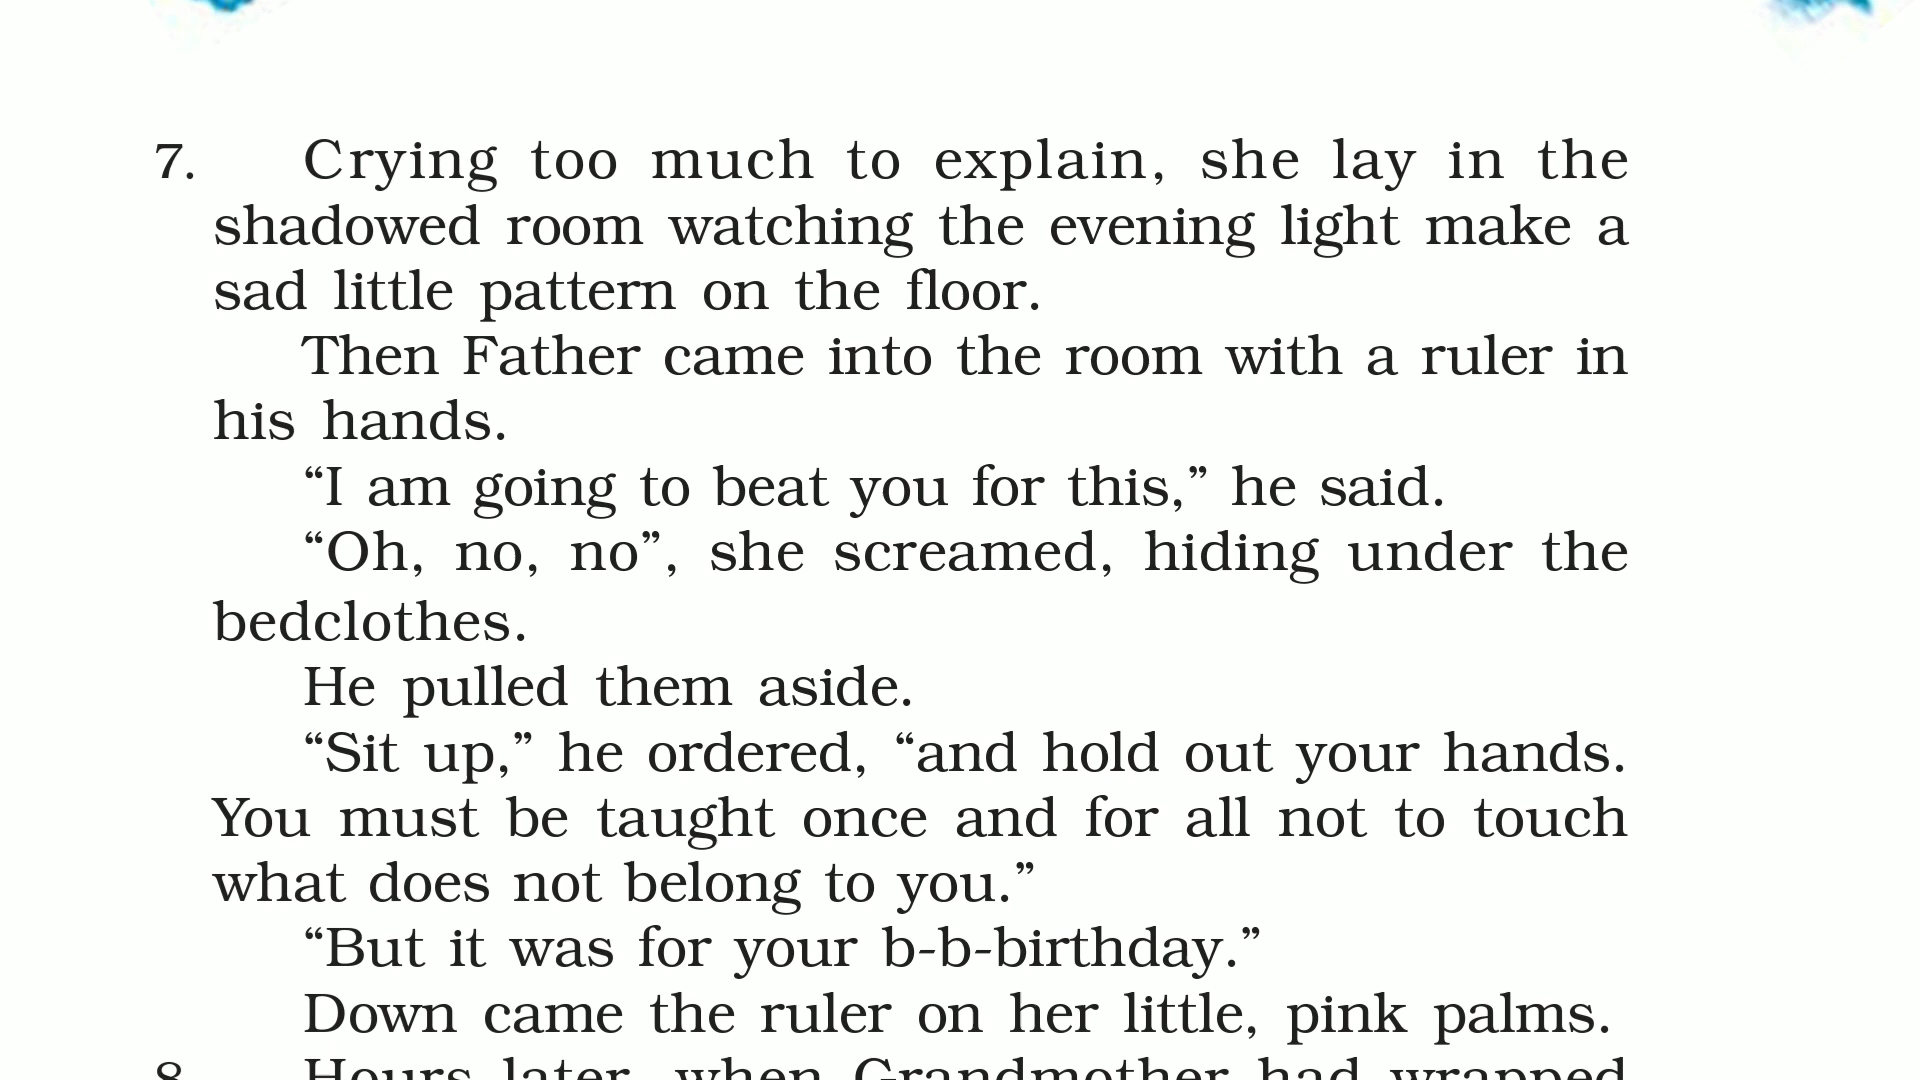 7. Crying too much to explain, she lay in the
shadowed room watching the evening light make a
sad little pattern on the floor.
Then Father came into the room with a ruler in
his hands.
“I am going to beat you for this,” he said.
“Oh, no, no”, she screamed, hiding under the
bedclothes.
He pulled them aside.
“Sit up,” he ordered, “and hold out your hands.
You must be taught once and for all not to touch
what does not belong to you.”
“But it was for your b-b-birthday.”
Down came the ruler on her little, pink palms.
8. Hours later, when Grandmother had wrapped